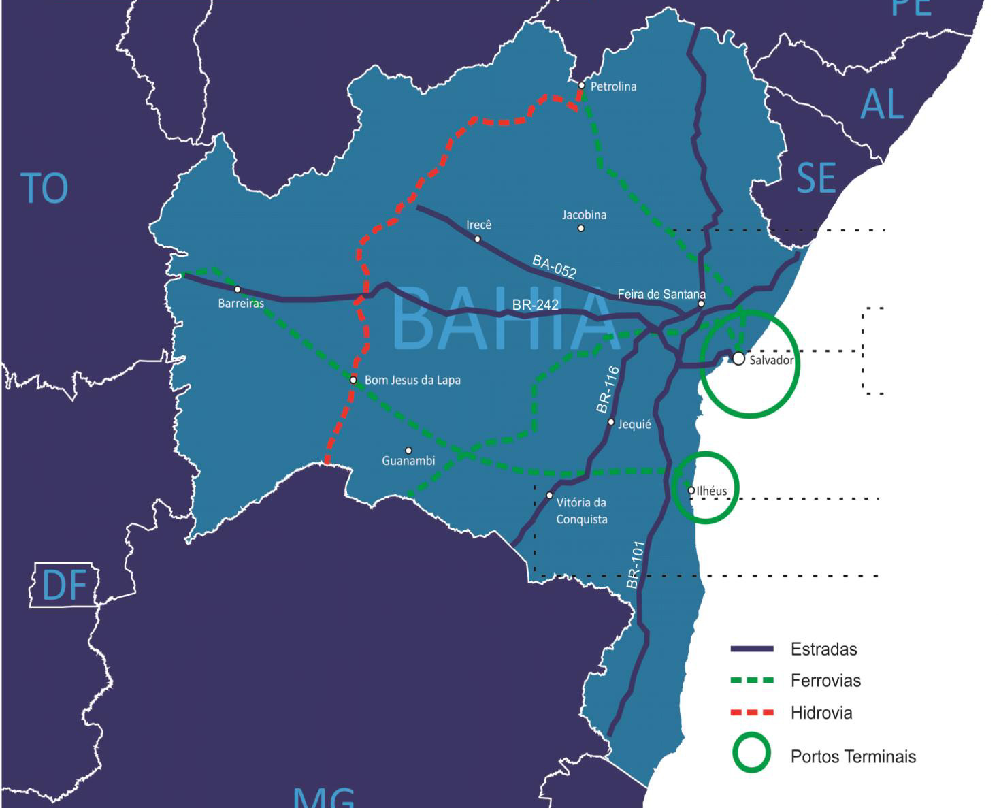 PE
Petrolina
AL
TO
SE
Jacobina
Irecê
BA-052
Feira de Santana
Barreiras
BR-242
BAHIA
Salvador
Bom Jesus da Lapa
BR-116
Jequié
Guanambi
Ilhéus
Vitória da
Conquista
BR-101
DF
Estradas
Ferrovias
Hidrovia
Portos Terminais
MG